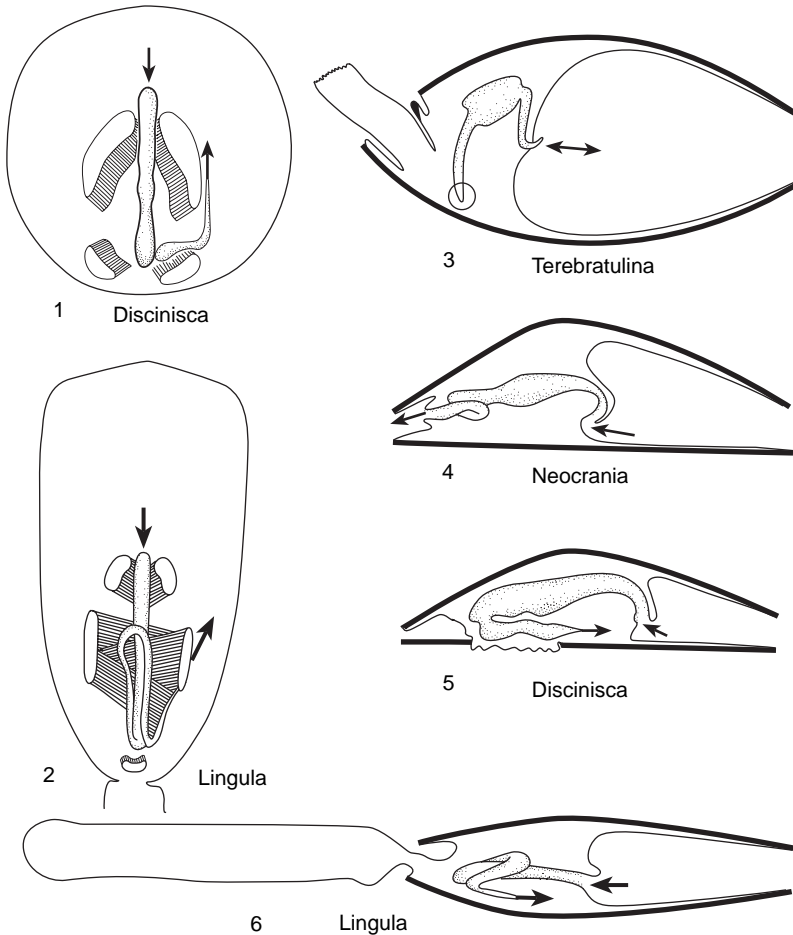 1 Discinisca
3 Terebratulina
4 Neocrania
2 Lingula
5 Discinisca
6 Lingula